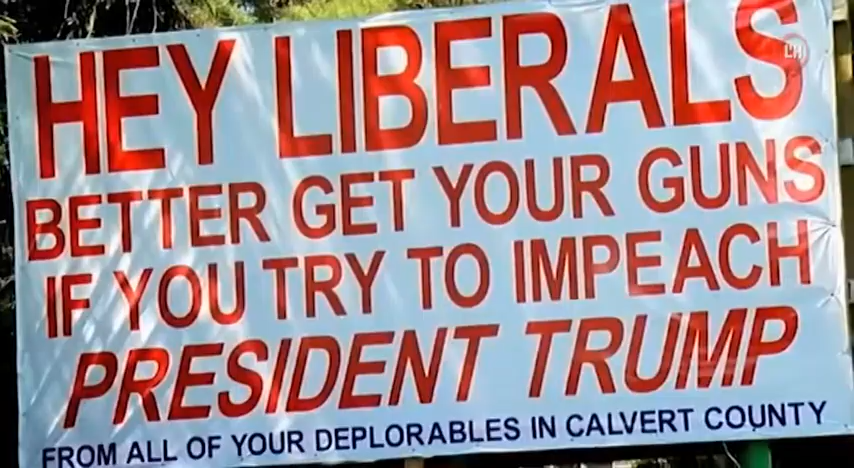 HEY LIBERALS
BETTER GET YOUR GUNS
IF YOU TRY TO IMPEACH
PRESIDENT TRUMP
FROM ALL OF YOUR DEPLORABLES IN CALVERT COUNTY